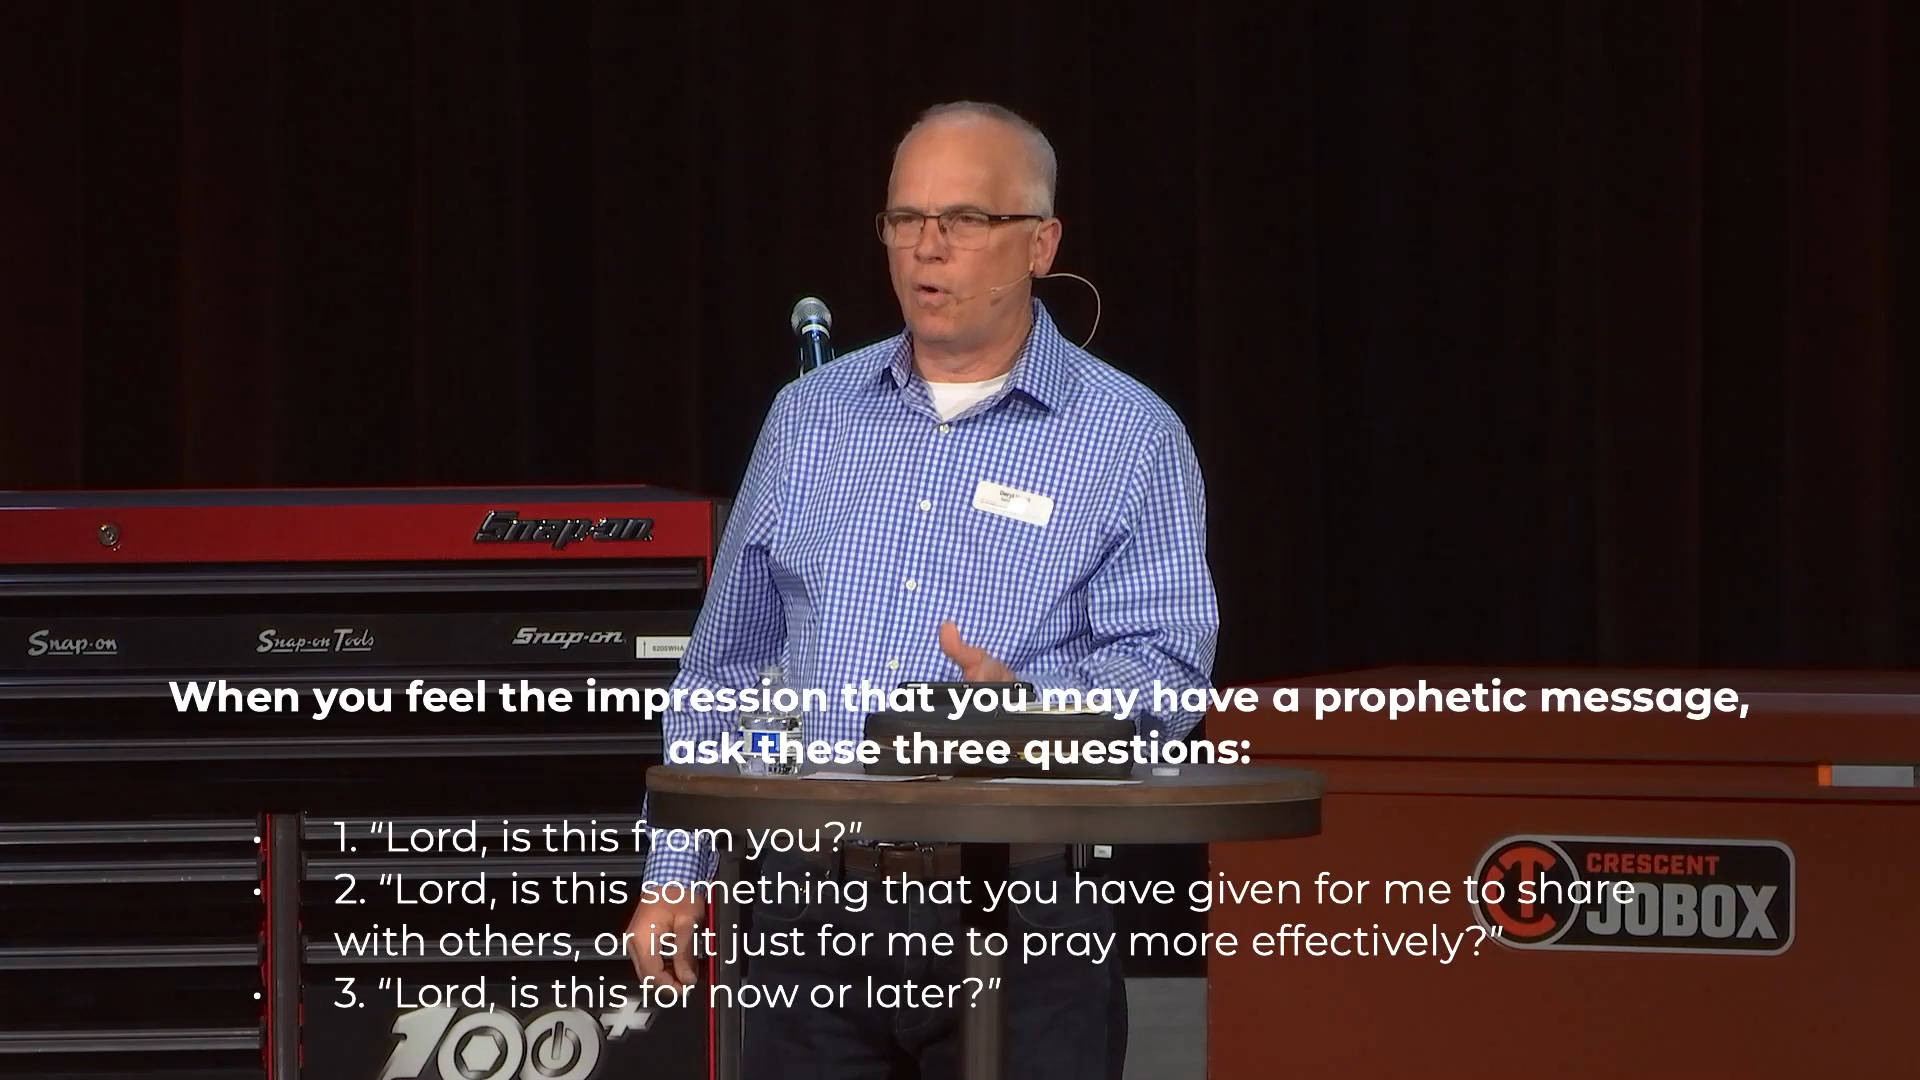 Snap-on
Snap-on
Snap-on Tools
Snap-on
6205WHA
When you feel the impression that you may have a prophetic message,
ask these three questions:
• 1. “Lord, is this from you?”
• 2. “Lord, is this something that you have given for me to share
with others, or is it just for me to pray more effectively?”
• 3. “Lord, is this for now or later?”
CRESCENT
JOBOX
100+